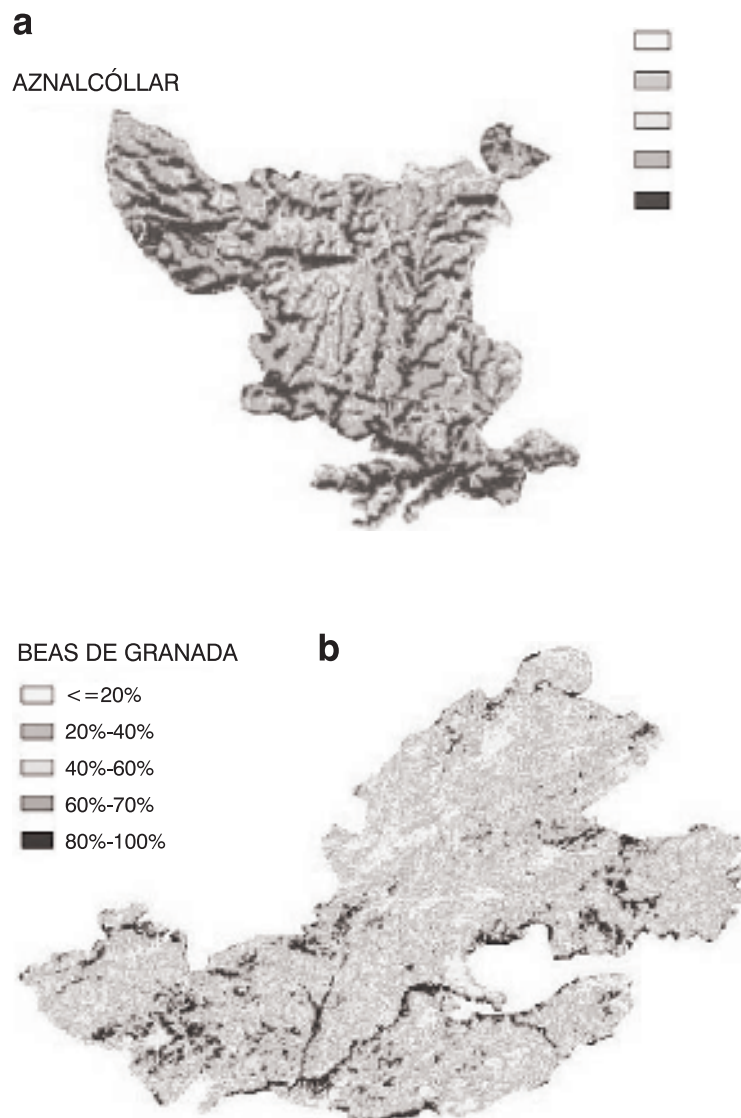 a
AZNALCÓLLAR
BEAS DE GRANADA
b
<=20%
20%-40%
40%-60%
60%-70%
80%-100%